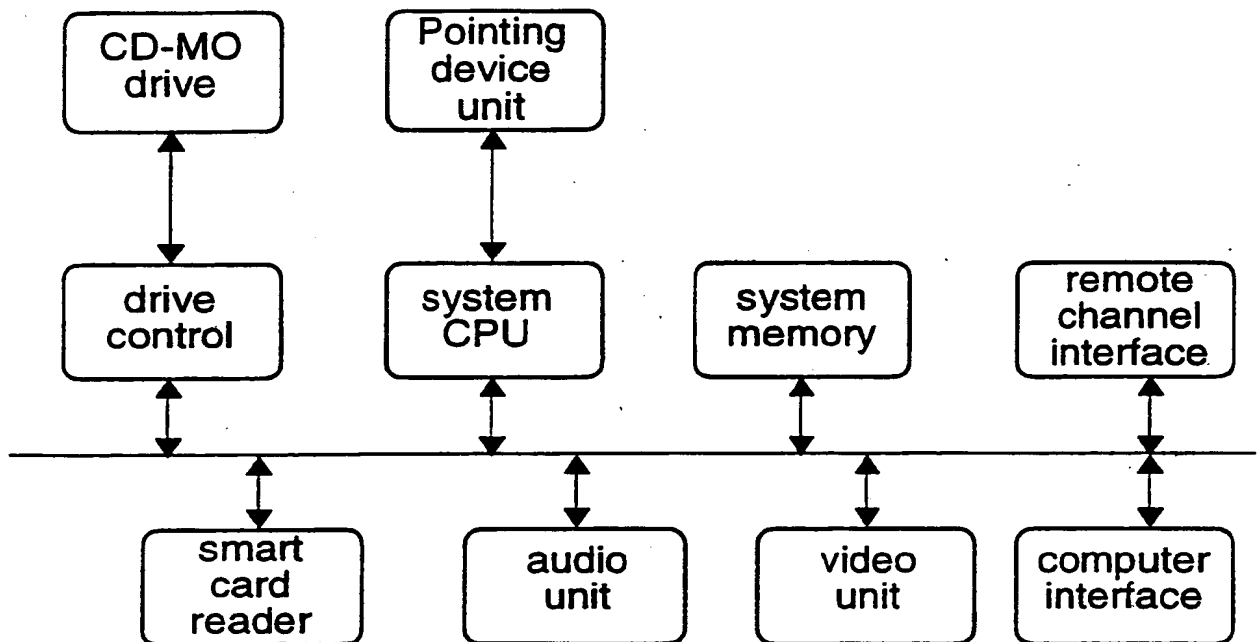 CD-MO
drive
Pointing
device
unit
drive
control
system
CPU
system
memory
remote
channel
interface
smart
card
reader
audio
unit
video
unit
computer
interface